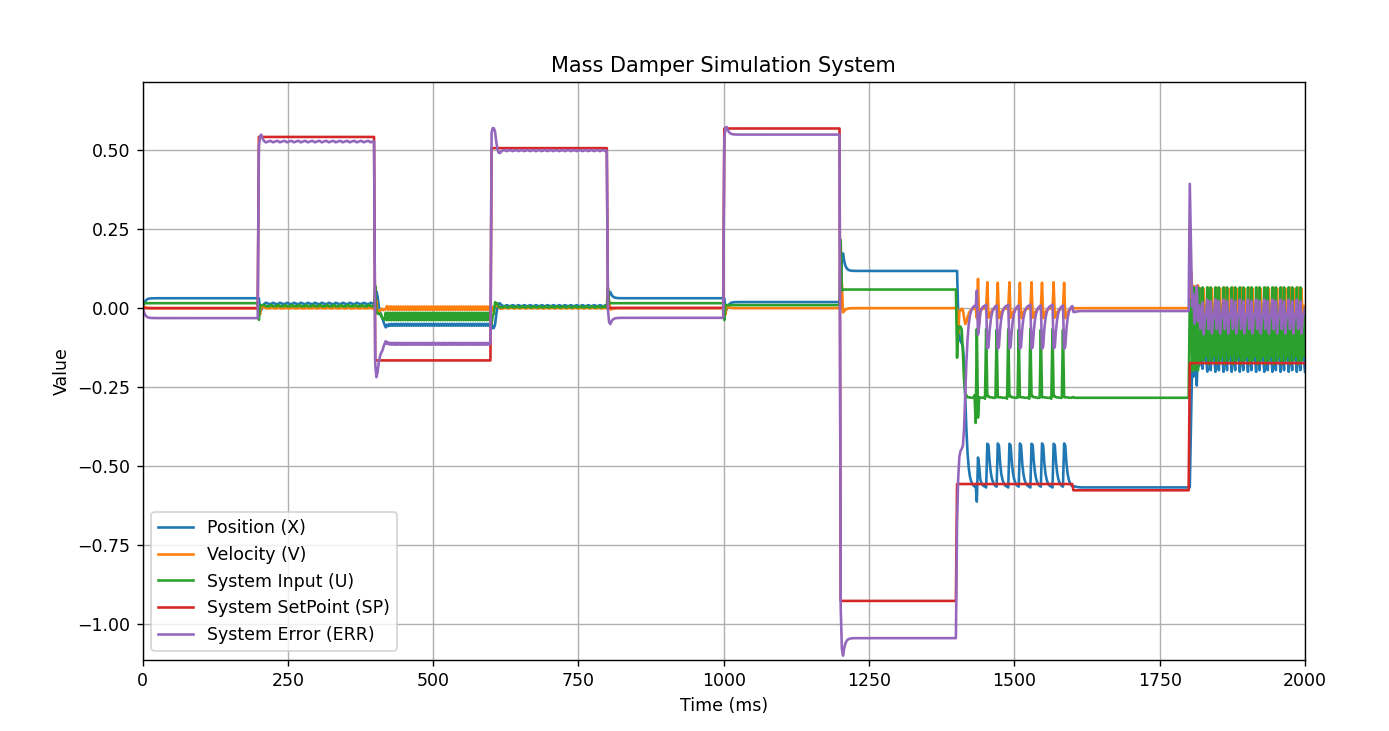 Mass Damper Simulation System
Value
0.50
0.25
0.00
−0.25
−0.50
−0.75
−1.00
Position (X)
Velocity (V)
System Input (U)
System SetPoint (SP)
System Error (ERR)
0 250 500 750 1000 1250 1500 1750 2000
Time (ms)